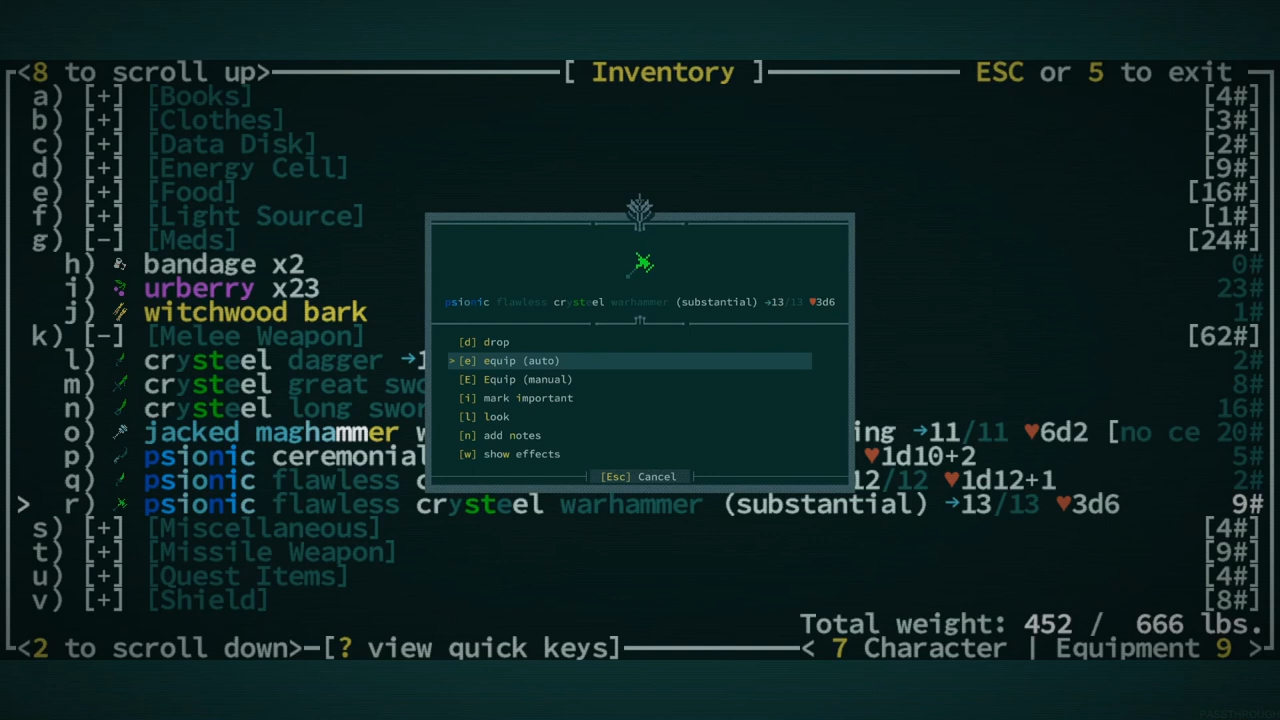 <8 to scroll up> [ Inventory ] ESC or 5 to exit
a) [+] [Books] [4#]
b) [+] [Clothes] [3#]
c) [+] [Data Disk] [2#]
d) [+] [Energy Cell] [9#]
e) [+] [Food] [16#]
f) [+] [Light Source] [1#]
g) [-] [Meds] [24#]
h) bandage x2 0#
i) urberry x23 23#
j) witchwood bark 1#
k) [-] [Melee Weapon] [62#]
l) crysteel dagger →1 2#
m) crysteel great swo 8#
n) crysteel long swor 16#
o) jacked maghammer w ing →11/11 ♥6d2 [no ce 20#
p) psionic ceremonial ♥1d10+2 5#
q) psionic flawless c 12/12 ♥1d12+1 2#
> r) psionic flawless crysteel warhammer (substantial) →13/13 ♥3d6 9#
s) [+] [Miscellaneous] [4#]
t) [+] [Missile Weapon] [9#]
u) [+] [Quest Items] [4#]
v) [+] [Shield] [8#]
Total weight: 452 / 666 lbs.
<2 to scroll down> [? view quick keys] < 7 Character | Equipment 9 >
psionic flawless crysteel warhammer (substantial) →13/13 ♥3d6
[d] drop
> [e] equip (auto)
[E] Equip (manual)
[i] mark important
[l] look
[n] add notes
[w] show effects
[Esc] Cancel